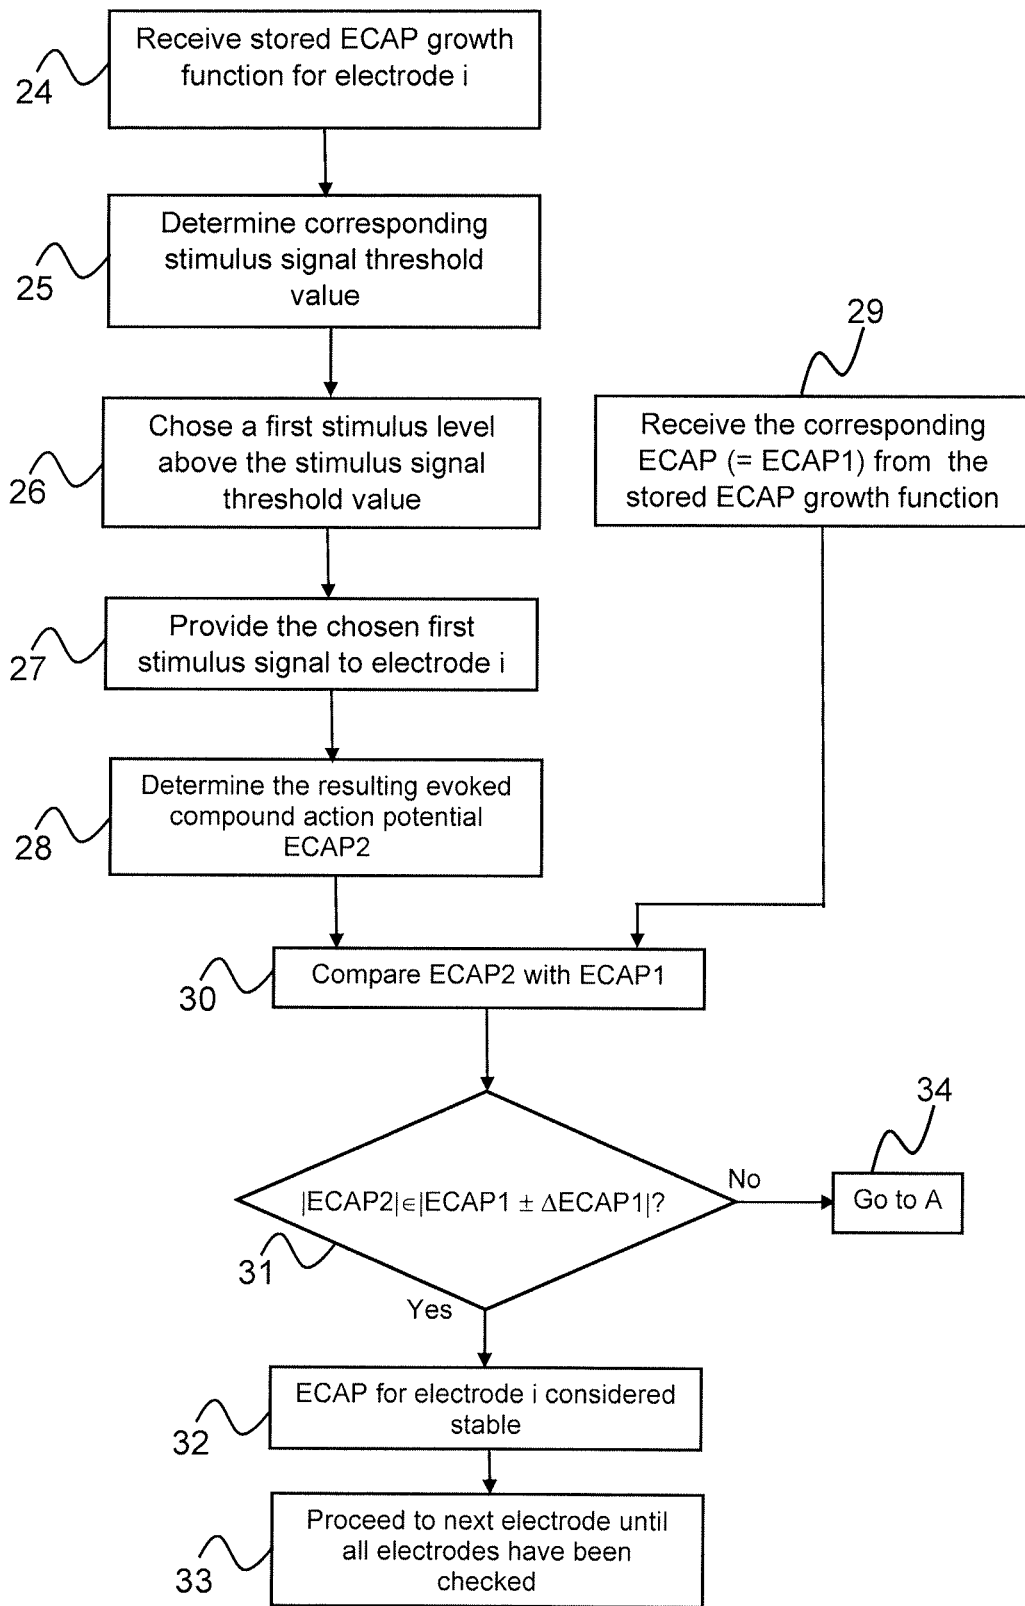 Receive stored ECAP growth
function for electrode i
24
Determine corresponding
stimulus signal threshold
value
25
29
Chose a first stimulus level
above the stimulus signal
threshold value
26
Receive the corresponding
ECAP (= ECAP1) from the
stored ECAP growth function
Provide the chosen first
stimulus signal to electrode i
27
Determine the resulting evoked
compound action potential
ECAP2
28
Compare ECAP2 with ECAP1
30
34
|ECAP2|∈|ECAP1 ± ΔECAP1|?
No
Go to A
31
Yes
ECAP for electrode i considered
stable
32
Proceed to next electrode until
all electrodes have been
checked
33